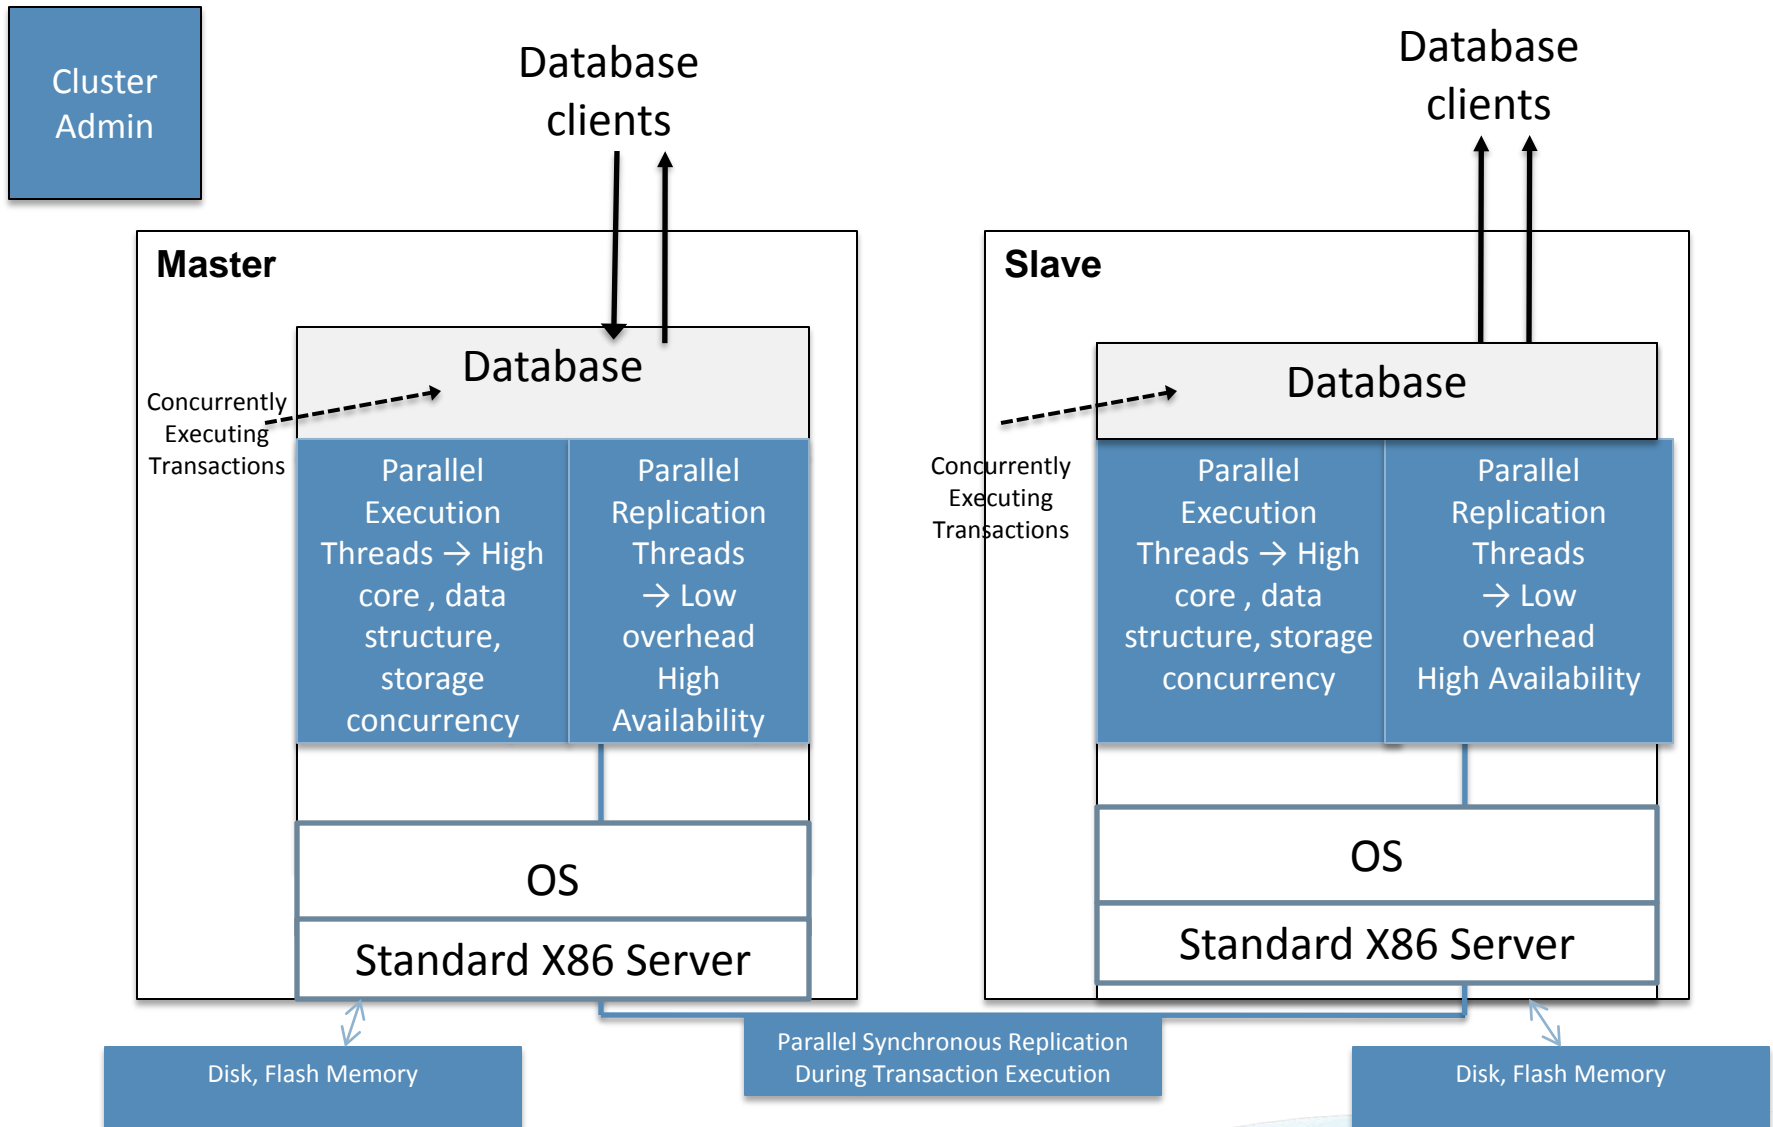 Cluster
Admin
Database
clients
Database
clients
Master
Database
Concurrently
Executing
Transactions
Parallel
Execution
Threads → High
core , data
structure,
storage
concurrency
Parallel
Replication
Threads
→ Low
overhead
High
Availability
OS
Standard X86 Server
Disk, Flash Memory
Slave
Database
Concurrently
Executing
Transactions
Parallel
Execution
Threads → High
core , data
structure, storage
concurrency
Parallel
Replication
Threads
→ Low
overhead
High Availability
OS
Standard X86 Server
Parallel Synchronous Replication
During Transaction Execution
Disk, Flash Memory